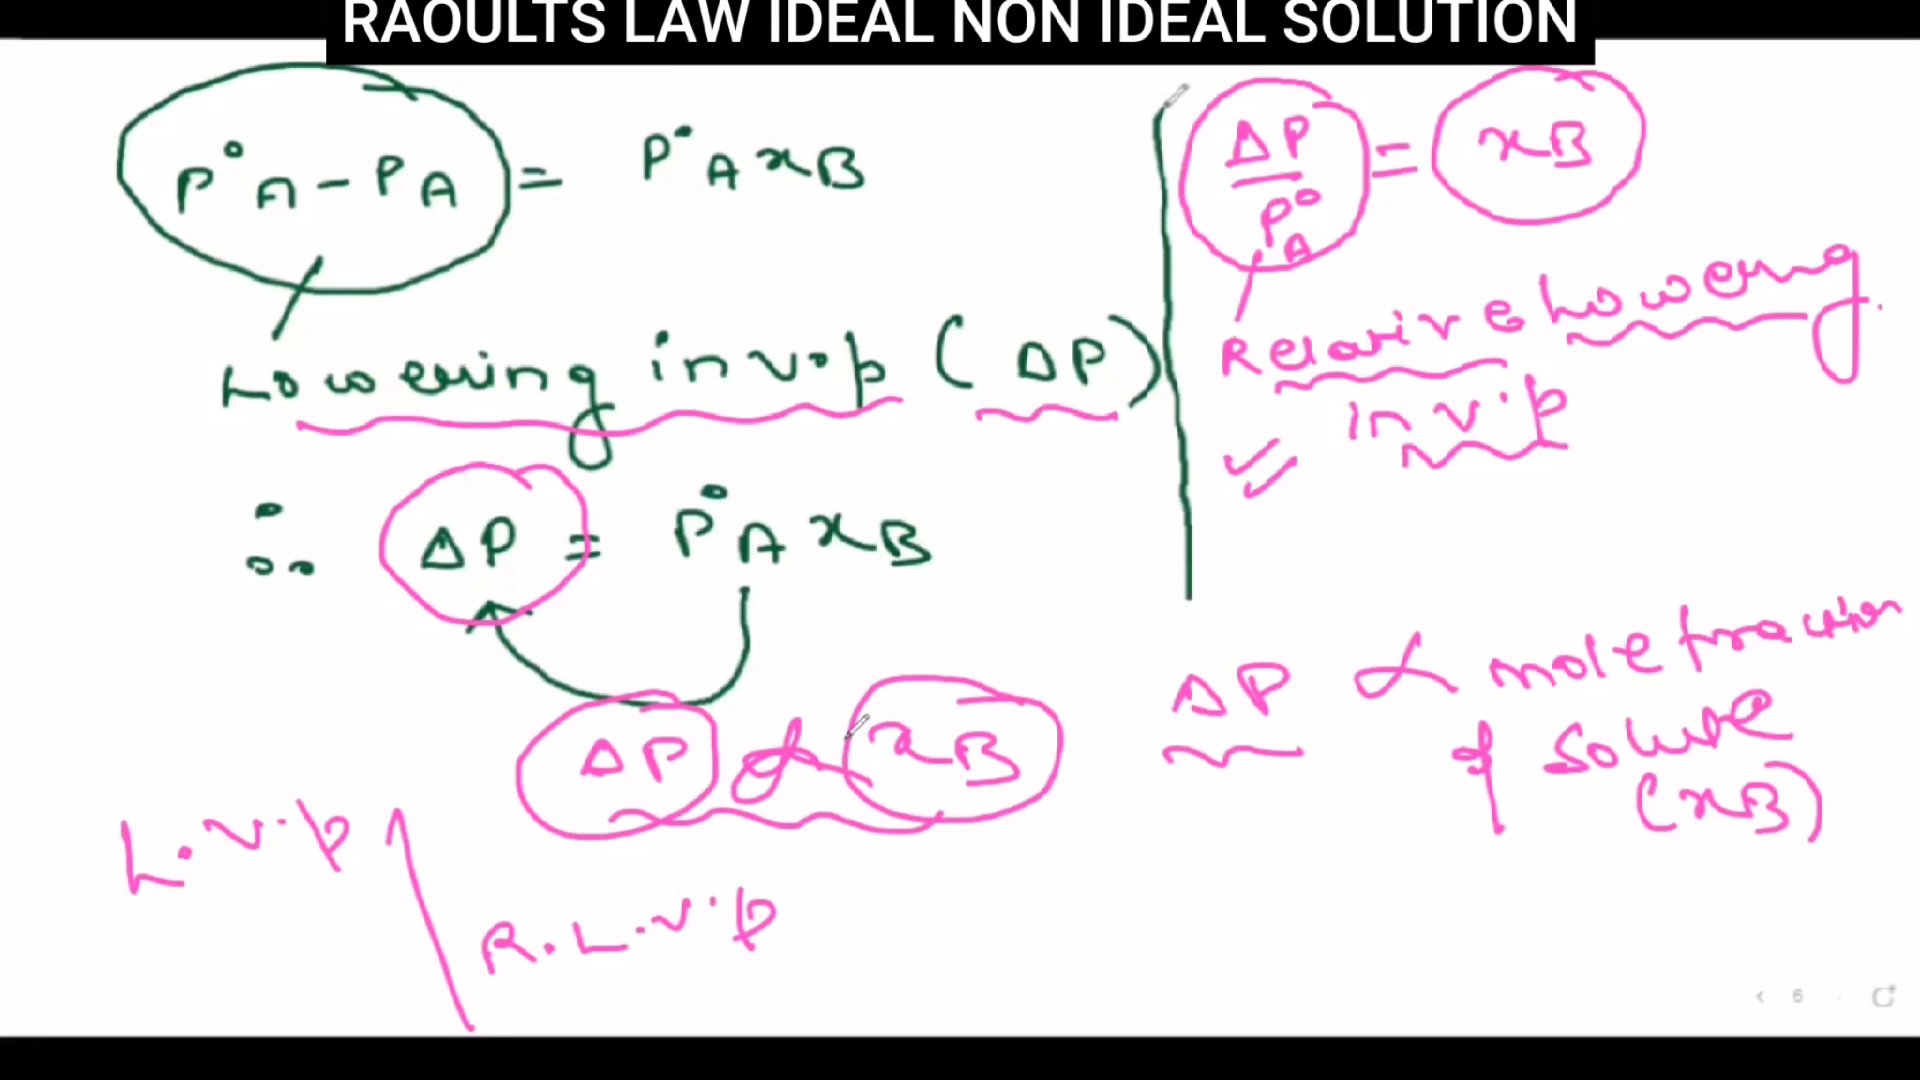 RAOULTS LAW IDEAL NON IDEAL SOLUTION
P°A - PA = P°A xB
Lowering in v.p (ΔP)
∴ ΔP = P°A xB
ΔP ∝ xB
L.v.p
R.L.v.p
ΔP/P°A = xB
Relative Lowering
in v.p
ΔP ∝ mole fraction
of solute
(xB)
6